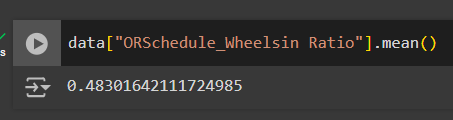 data["ORSchedule_Wheelsin Ratio"].mean()
s
0.48301642111724985